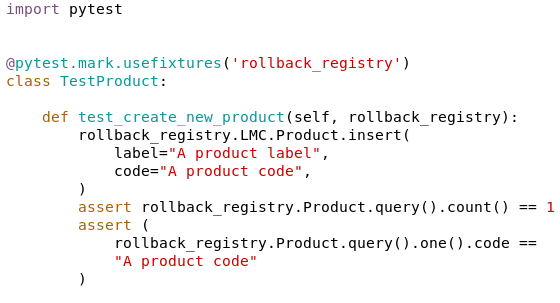 import pytest
@pytest.mark.usefixtures('rollback_registry')
class TestProduct:
    def test_create_new_product(self, rollback_registry):
        rollback_registry.LMC.Product.insert(
            label="A product label",
            code="A product code",
        )
        assert rollback_registry.Product.query().count() == 1
        assert (
            rollback_registry.Product.query().one().code ==
            "A product code"
        )